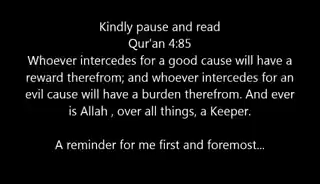 Kindly pause and read
Qur'an 4:85
Whoever intercedes for a good cause will have a
reward therefrom; and whoever intercedes for an
evil cause will have a burden therefrom. And ever
is Allah , over all things, a Keeper.
A reminder for me first and foremost...